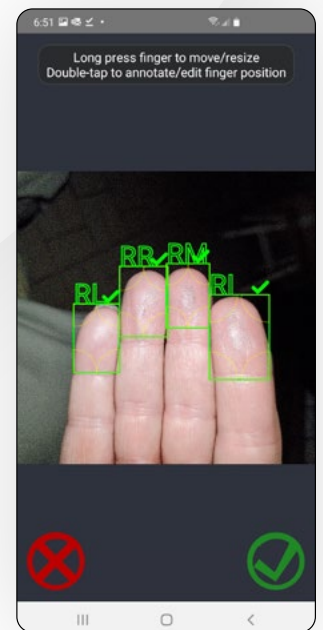 6:51
Long press finger to move/resize
Double-tap to annotate/edit finger position
RL RR RM RI